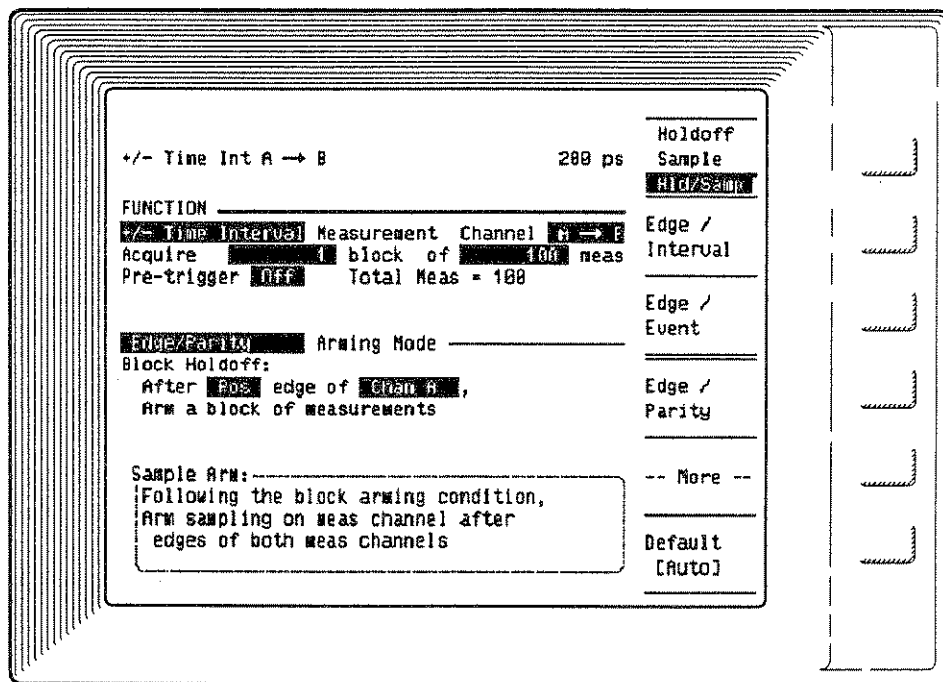 +/- Time Int A → B 200 ps
FUNCTION
+/- Time Interval Measurement Channel A → B
Acquire 1 block of 100 meas
Pre-trigger Off Total Meas = 100
Edge/Parity Arming Mode
Block Holdoff:
After Pos edge of Chan A ,
Arm a block of measurements
Sample Arm:
Following the block arming condition,
Arm sampling on meas channel after
edges of both meas channels
Holdoff
Sample
Hld/Samp
Edge /
Interval
Edge /
Event
Edge /
Parity
-- More --
Default
[Auto]